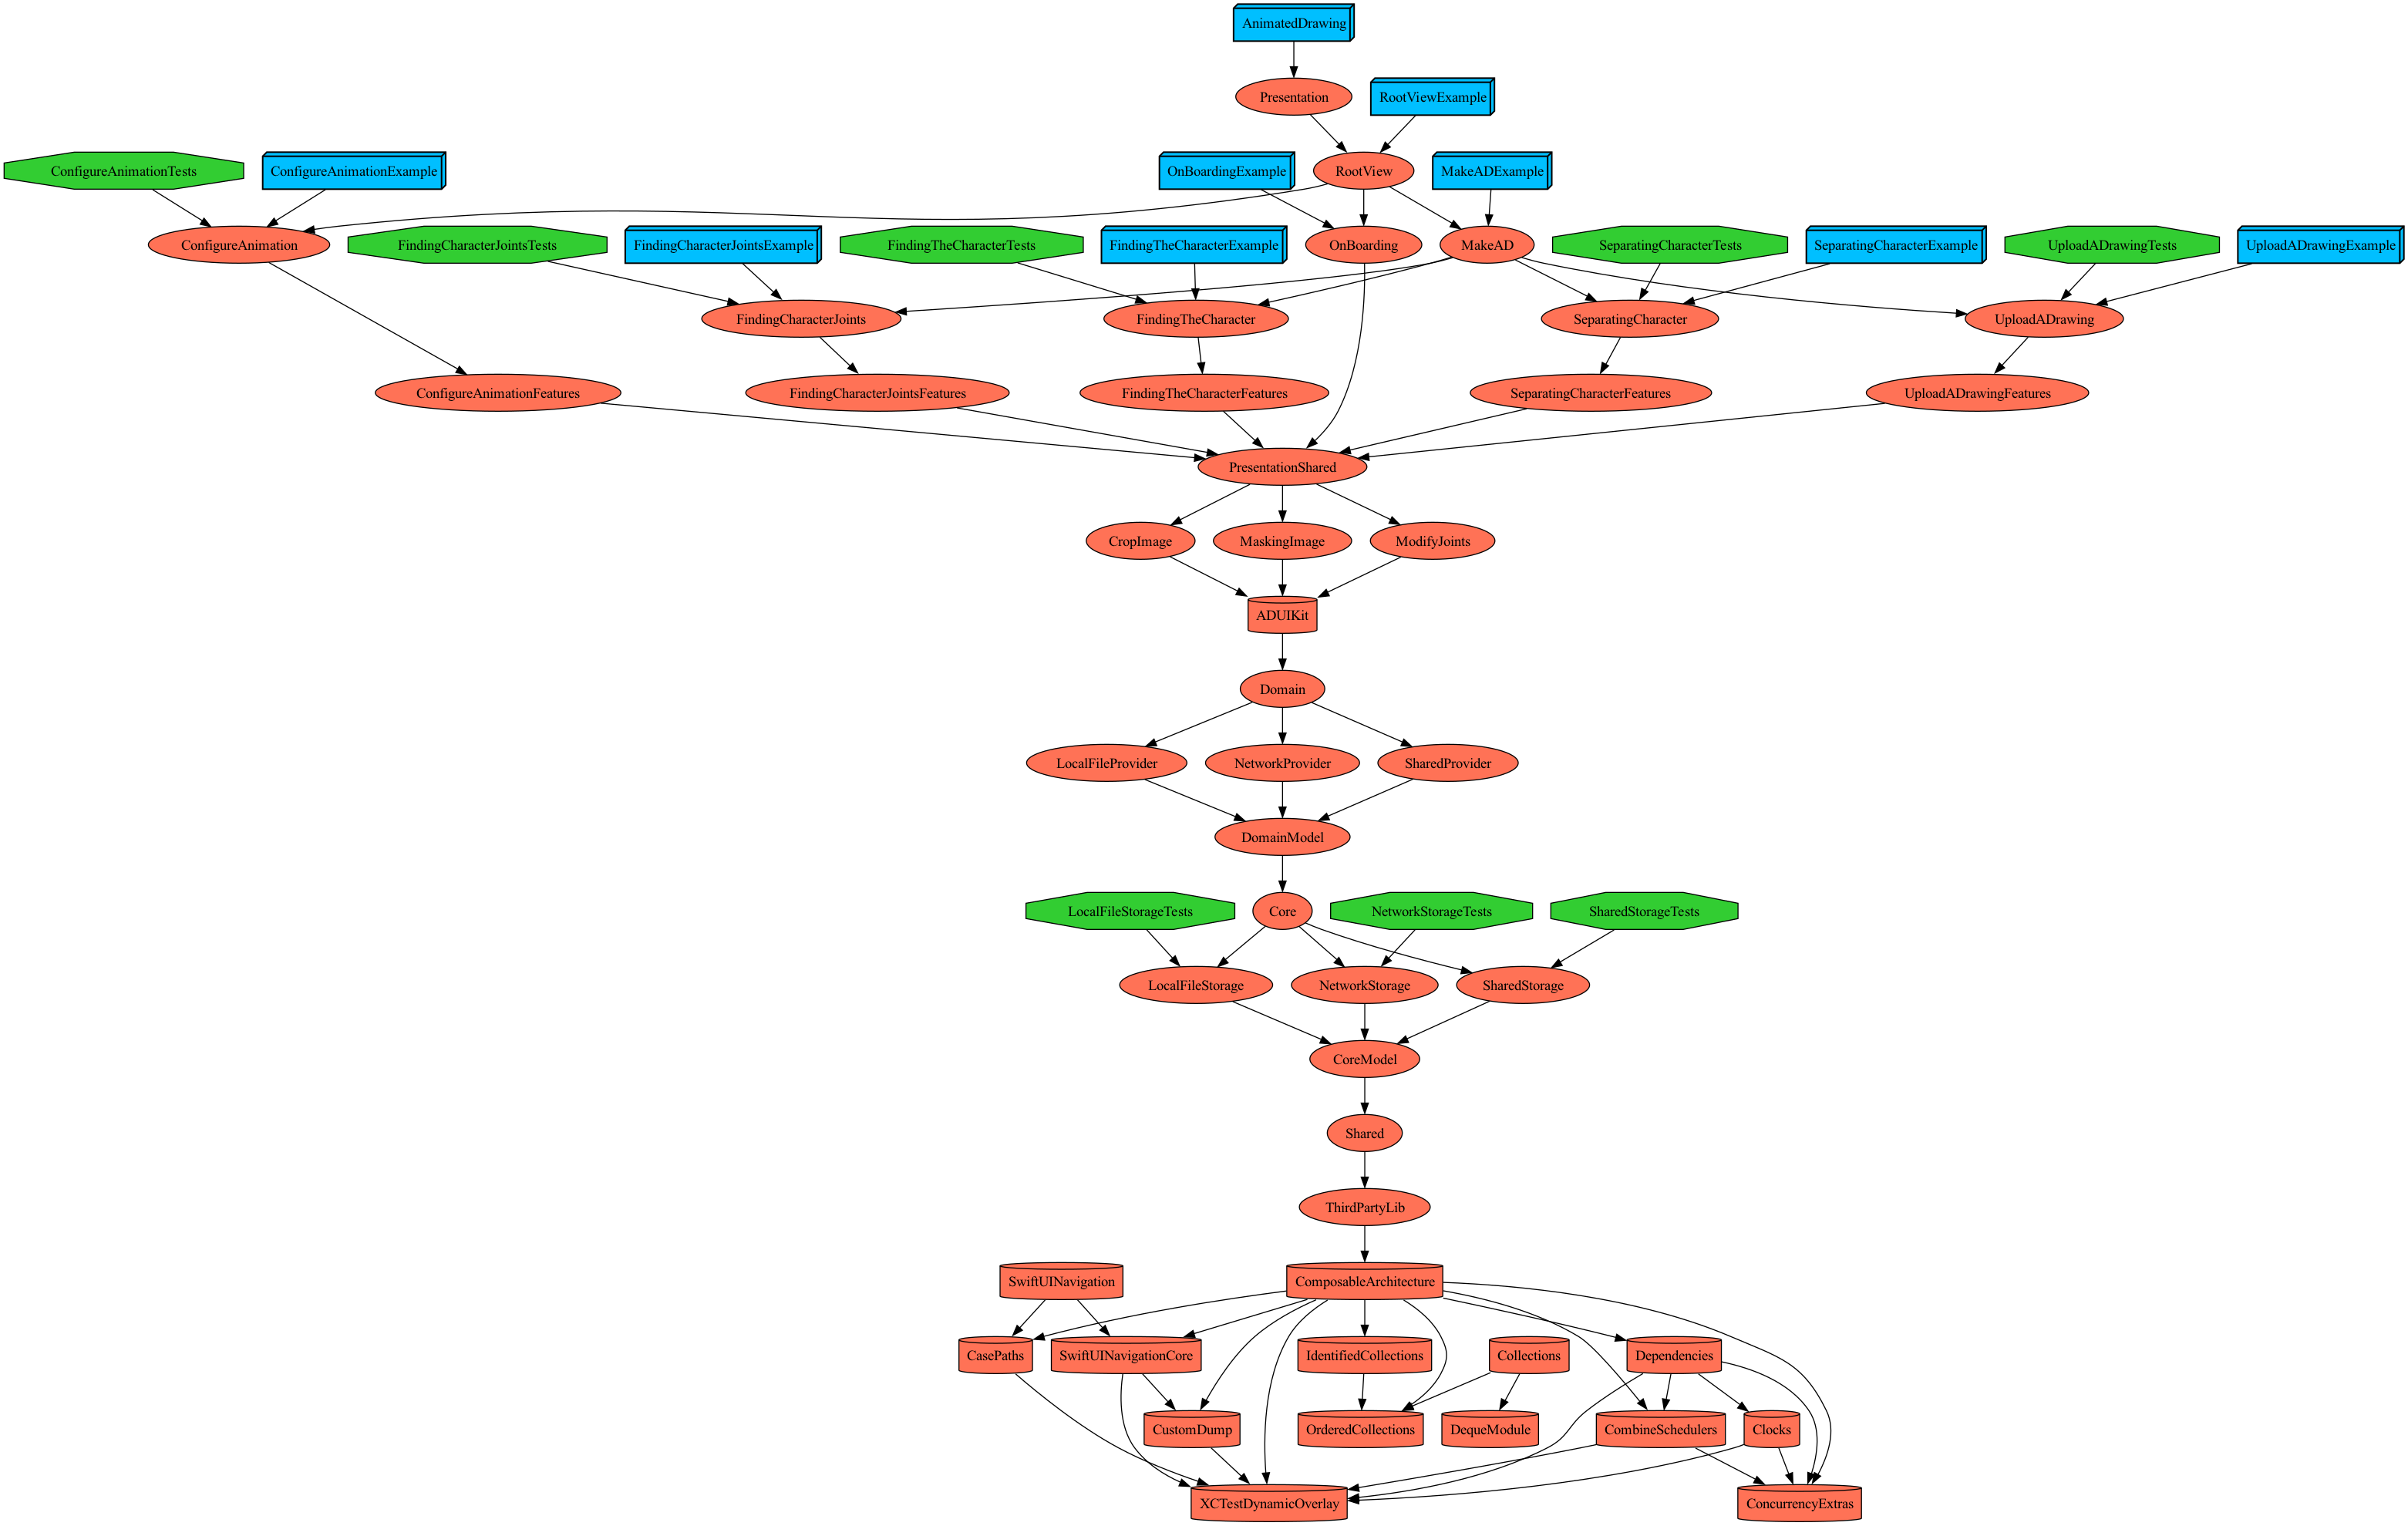 AnimatedDrawing
Presentation
RootViewExample
ConfigureAnimationTests
ConfigureAnimationExample
OnBoardingExample
RootView
MakeADExample
ConfigureAnimation
FindingCharacterJointsTests
FindingCharacterJointsExample
FindingTheCharacterTests
FindingTheCharacterExample
OnBoarding
MakeAD
SeparatingCharacterTests
SeparatingCharacterExample
UploadADrawingTests
UploadADrawingExample
FindingCharacterJoints
FindingTheCharacter
SeparatingCharacter
UploadADrawing
ConfigureAnimationFeatures
FindingCharacterJointsFeatures
FindingTheCharacterFeatures
SeparatingCharacterFeatures
UploadADrawingFeatures
PresentationShared
CropImage
MaskingImage
ModifyJoints
ADUIKit
Domain
LocalFileProvider
NetworkProvider
SharedProvider
DomainModel
LocalFileStorageTests
Core
NetworkStorageTests
SharedStorageTests
LocalFileStorage
NetworkStorage
SharedStorage
CoreModel
Shared
ThirdPartyLib
SwiftUINavigation
ComposableArchitecture
CasePaths
SwiftUINavigationCore
IdentifiedCollections
Collections
Dependencies
CustomDump
OrderedCollections
DequeModule
CombineSchedulers
Clocks
XCTestDynamicOverlay
ConcurrencyExtras